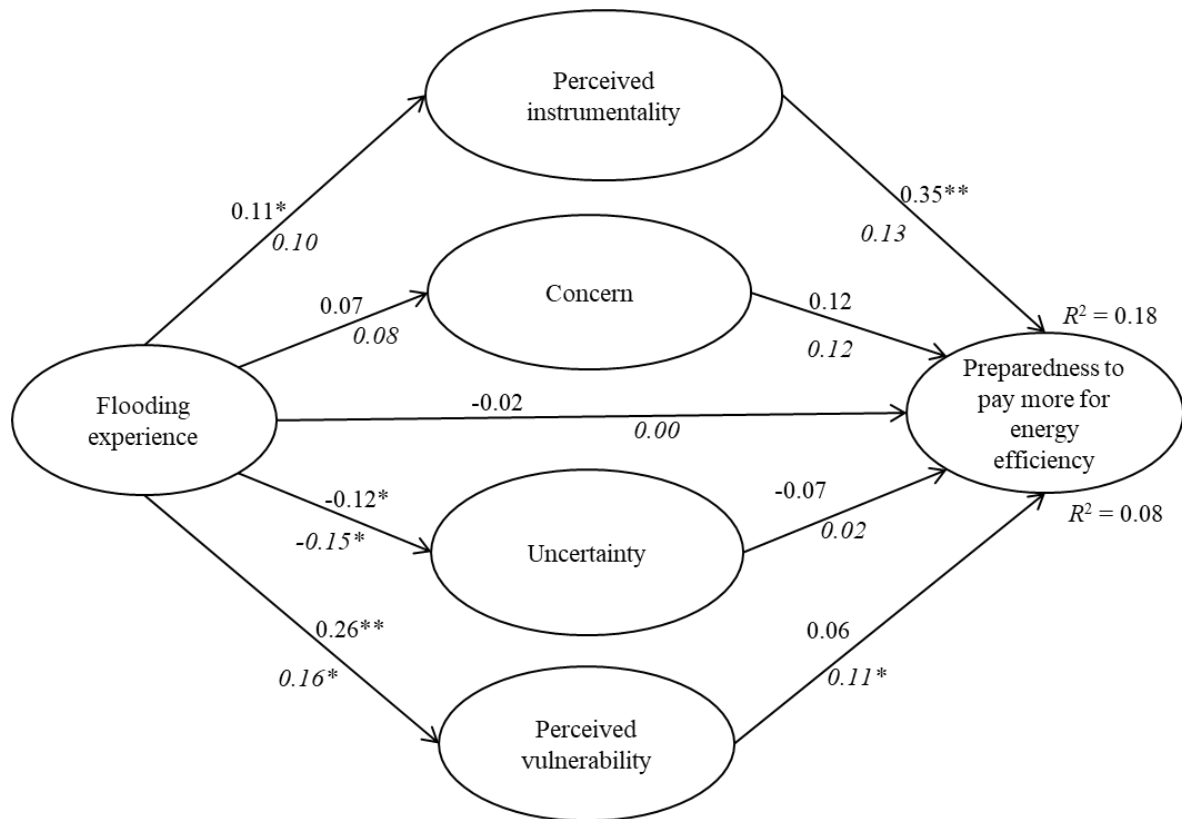 Perceived
instrumentality
0.11*
0.10
0.35**
0.13
Concern
0.07
0.08
0.12
0.12
R² = 0.18
Flooding
experience
-0.02
0.00
Preparedness to
pay more for
energy
efficiency
-0.12*
-0.15*
Uncertainty
-0.07
0.02
R² = 0.08
0.26**
0.16*
0.06
0.11*
Perceived
vulnerability